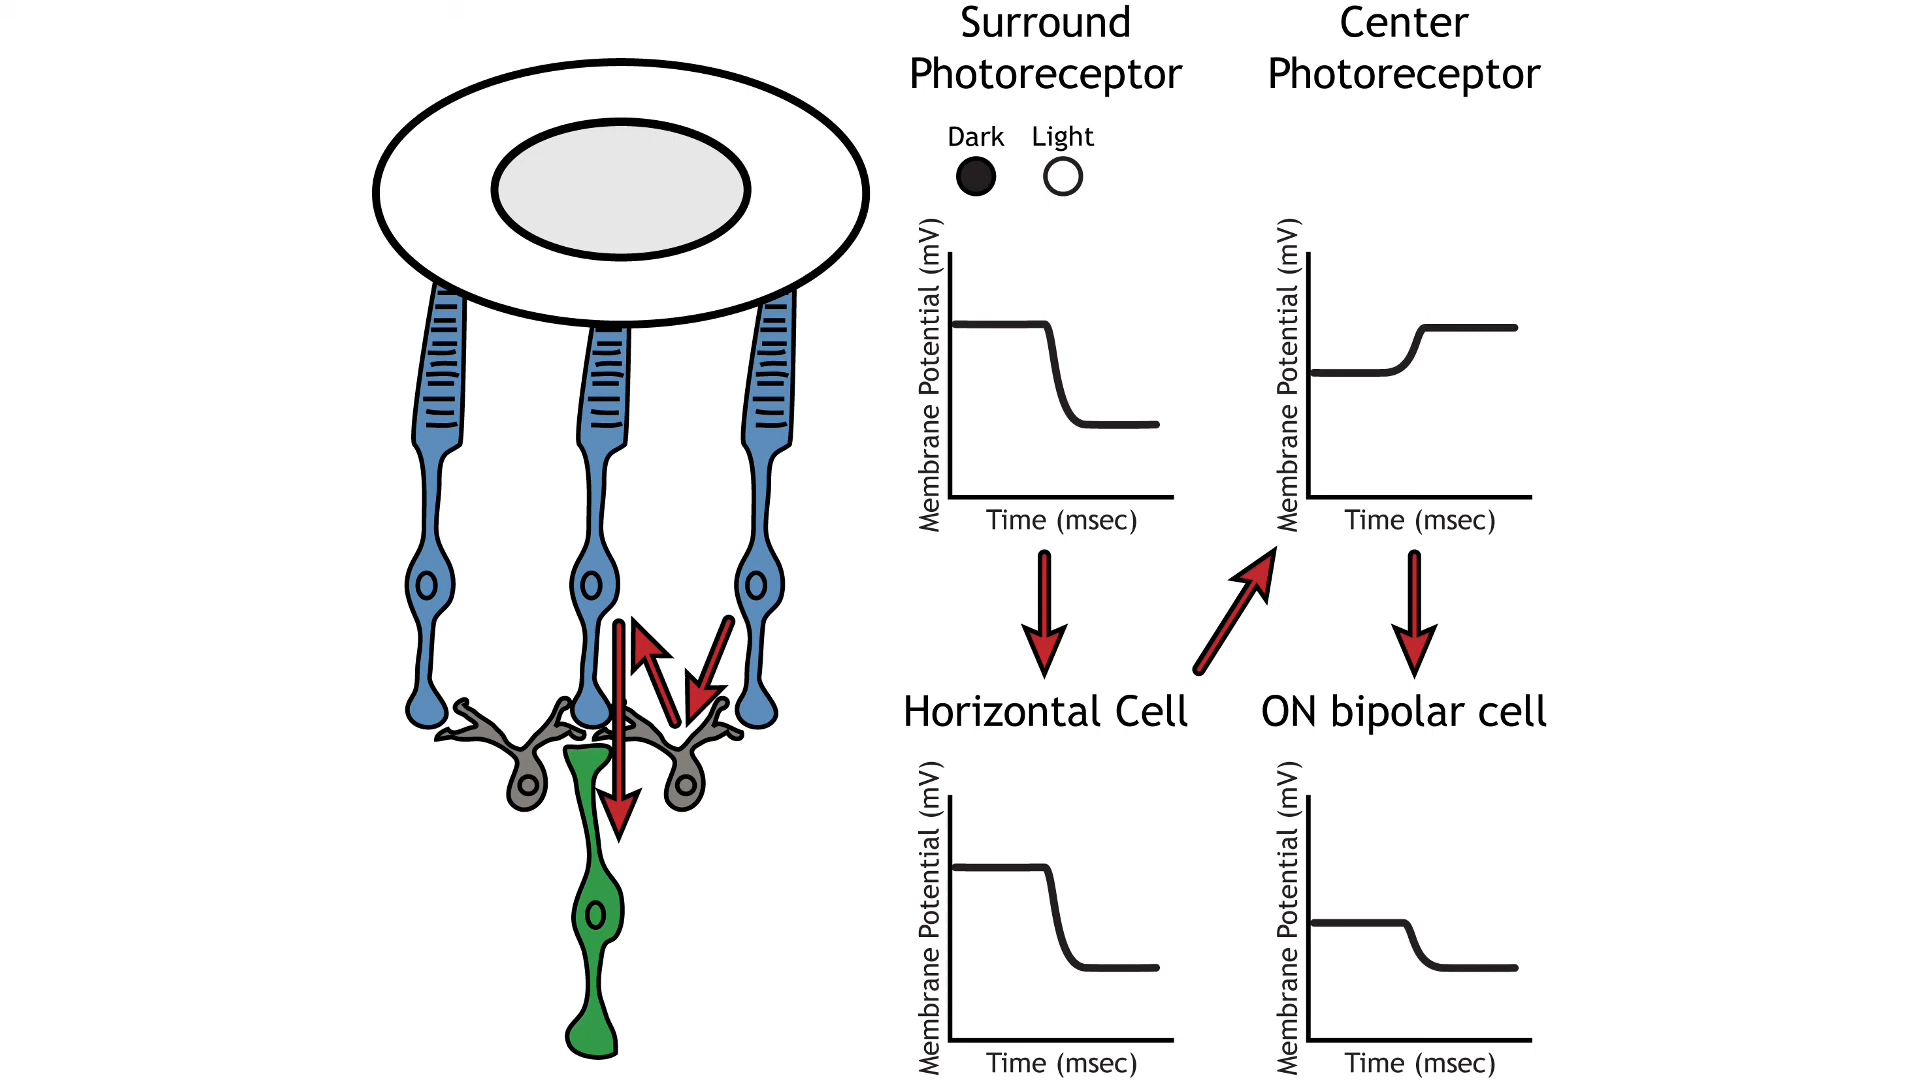 Surround
Photoreceptor
Center
Photoreceptor
Dark
Light
Membrane Potential (mV)
Time (msec)
Membrane Potential (mV)
Time (msec)
Horizontal Cell
ON bipolar cell
Membrane Potential (mV)
Time (msec)
Membrane Potential (mV)
Time (msec)